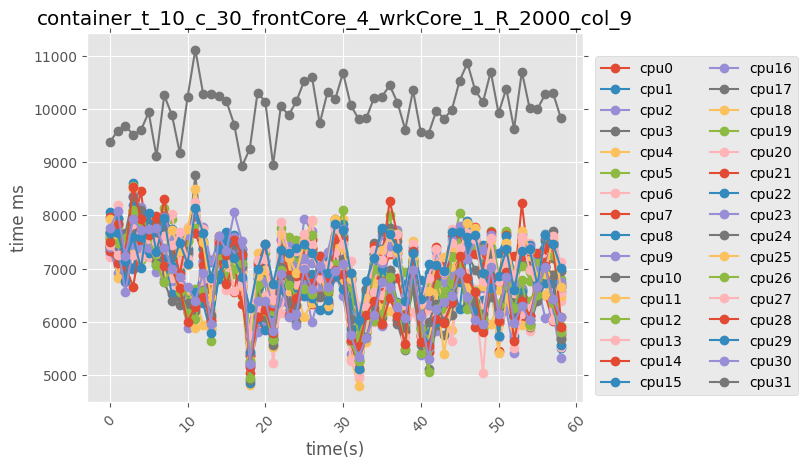 container_t_10_c_30_frontCore_4_wrkCore_1_R_2000_col_9
time ms
11000
10000
9000
8000
7000
6000
5000
0
10
20
30
40
50
60
time(s)
cpu0
cpu1
cpu2
cpu3
cpu4
cpu5
cpu6
cpu7
cpu8
cpu9
cpu10
cpu11
cpu12
cpu13
cpu14
cpu15
cpu16
cpu17
cpu18
cpu19
cpu20
cpu21
cpu22
cpu23
cpu24
cpu25
cpu26
cpu27
cpu28
cpu29
cpu30
cpu31